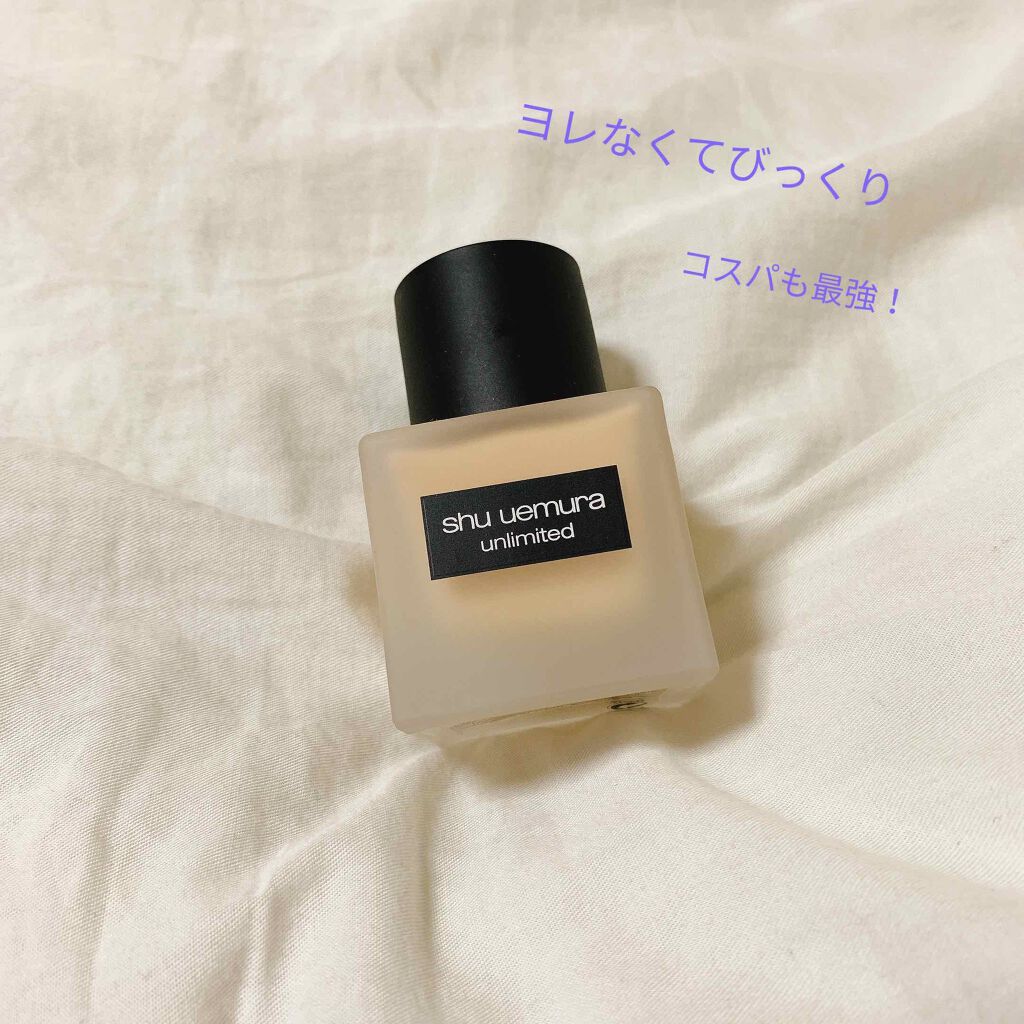 ヨレなくてびっくり
コスパも最強！
shu uemura
unlimited